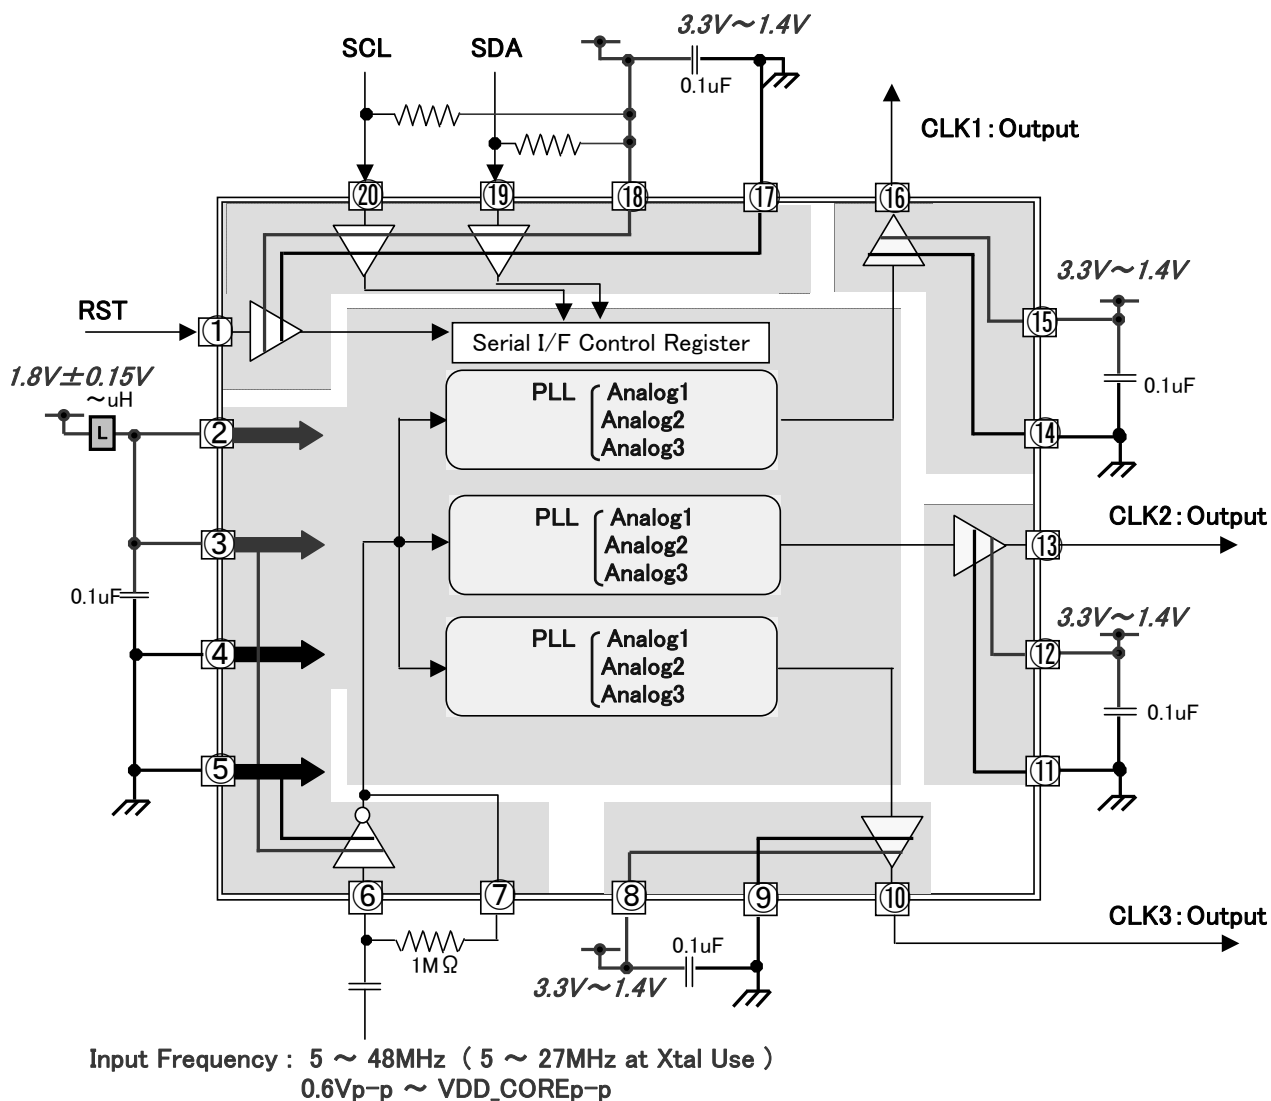 3.3V～1.4V
SCL
SDA
0.1uF
CLK1:Output
20
19
18
17
16
3.3V～1.4V
RST
1
15
Serial I/F Control Register
1.8V±0.15V
～uH
PLL Analog1
Analog2
Analog3
0.1uF
L
2
14
PLL Analog1
Analog2
Analog3
CLK2:Output
3
13
0.1uF
3.3V～1.4V
PLL Analog1
Analog2
Analog3
4
12
0.1uF
5
11
6
7
8
9
10
CLK3:Output
1MΩ
0.1uF
3.3V～1.4V
Input Frequency : 5 ～ 48MHz ( 5 ～ 27MHz at Xtal Use )
0.6Vp-p ～ VDD_COREp-p